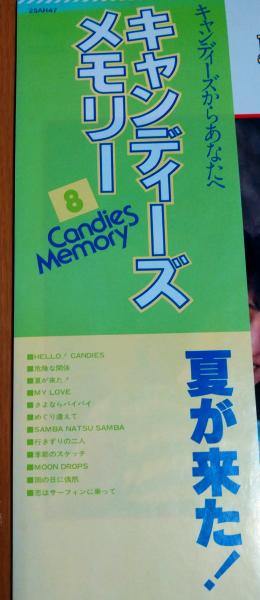 25AH47
キャンディーズからあなたへ
キャンディーズ
メモリー
8
Candies
Memory
夏が来た!
■HELLO! CANDIES
■危険な関係
■夏が来た!
■MY LOVE
■さよならバイバイ
■めぐり逢えて
■SAMBA NATSU SAMBA
■行きずりの二人
■季節のスケッチ
■MOON DROPS
■雨の日に偶然
■恋はサーフィンに乗って